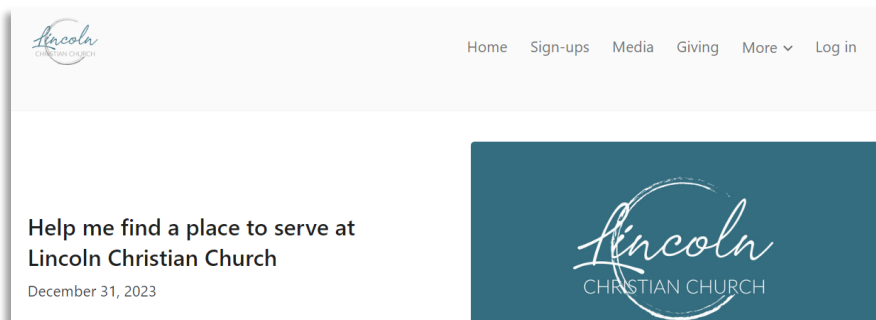 Lincoln
CHRISTIAN CHURCH
Home Sign-ups Media Giving More Log in
Help me find a place to serve at
Lincoln Christian Church
December 31, 2023
Lincoln
CHRISTIAN CHURCH